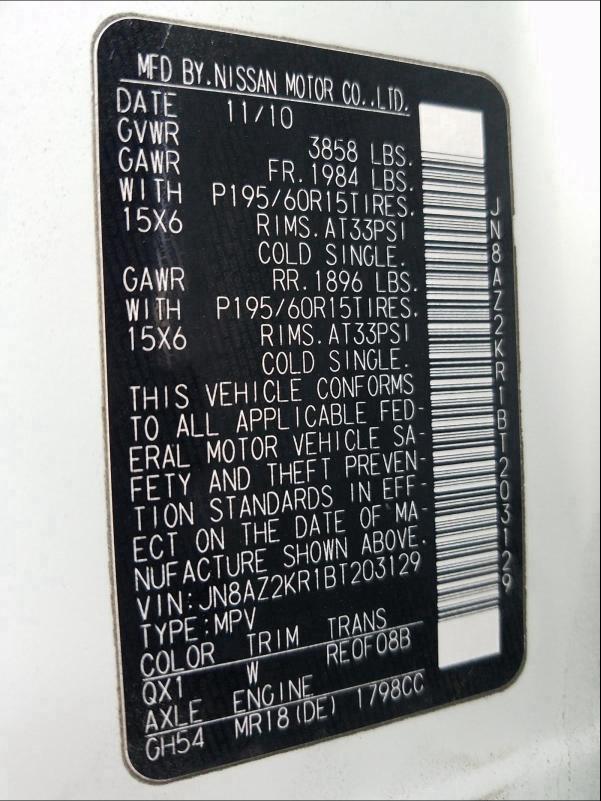 MFD BY.NISSAN MOTOR CO.,LTD.
DATE 11/10
GVWR 3858 LBS.
GAWR FR.1984 LBS.
WITH P195/60R15TIRES.
15X6 RIMS.AT33PSI
COLD SINGLE.
GAWR RR.1896 LBS.
WITH P195/60R15TIRES.
15X6 RIMS.AT33PSI
COLD SINGLE.
THIS VEHICLE CONFORMS
TO ALL APPLICABLE FED-
ERAL MOTOR VEHICLE SA-
FETY AND THEFT PREVEN-
TION STANDARDS IN EFF-
ECT ON THE DATE OF MA-
NUFACTURE SHOWN ABOVE.
VIN:JN8AZ2KR1BT203129
TYPE:MPV
COLOR TRIM TRANS
QX1 W RE0F08B
AXLE ENGINE
GH54 MR18(DE) 1798CC
JN8AZ2KR1BT203129